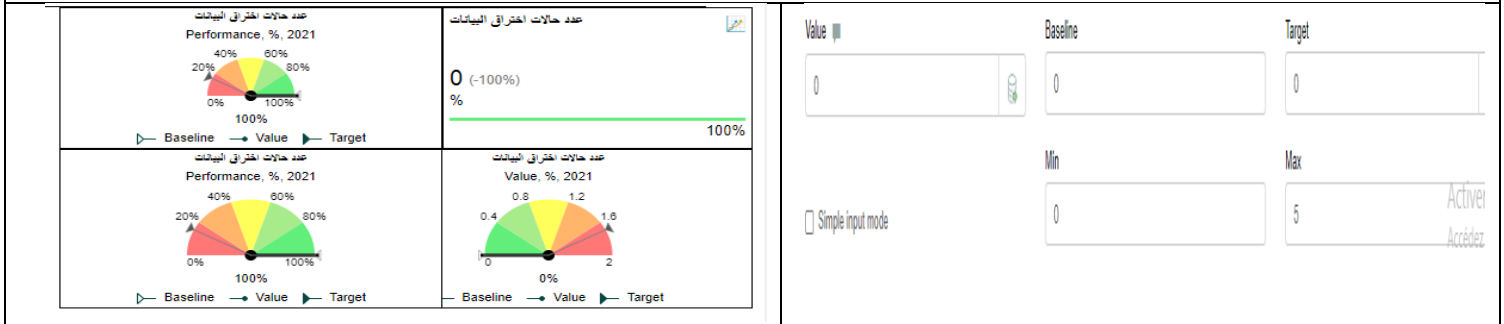 عدد حالات اختراق البيانات
Performance, %, 2021
40% 60%
20% 80%
0% 100%
100%
Baseline Value Target
عدد حالات اختراق البيانات
0 (-100%)
%
100%
عدد حالات اختراق البيانات
Performance, %, 2021
40% 60%
20% 80%
0% 100%
100%
Baseline Value Target
عدد حالات اختراق البيانات
Value, %, 2021
0.8 1.2
0.4 1.6
0 2
0%
Baseline Value Target
Value Baseline Target
0 0 0
Min Max
Simple input mode 0 5
Activer
Accédez